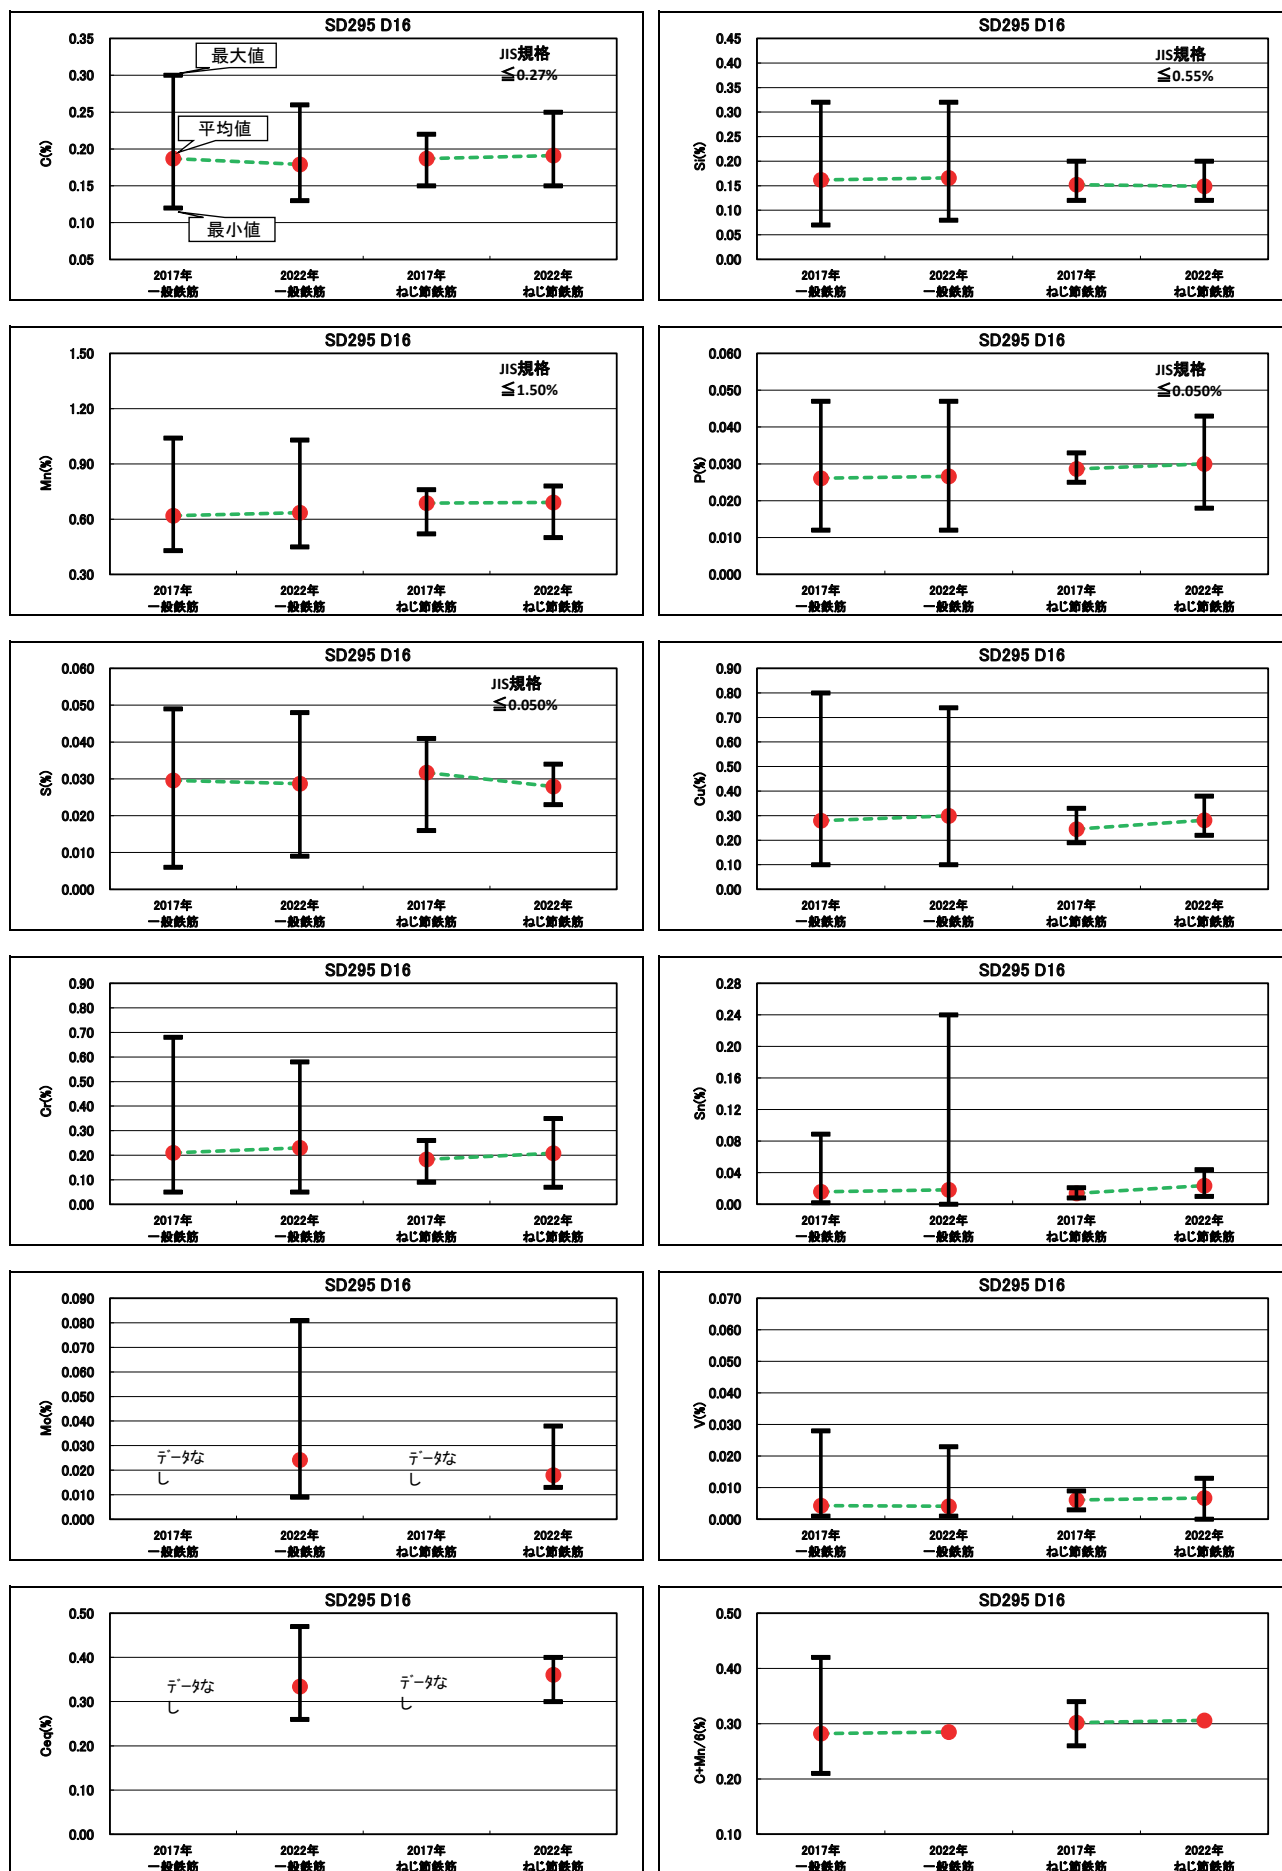 SD295 D16
JIS規格
≦0.27%
0.35
0.30
0.25
0.20
0.15
0.10
0.05
C(%)
最大値
平均値
最小値
2017年
一般鉄筋
2022年
一般鉄筋
2017年
ねじ節鉄筋
2022年
ねじ節鉄筋
SD295 D16
JIS規格
≦0.55%
0.45
0.40
0.35
0.30
0.25
0.20
0.15
0.10
0.05
0.00
Si(%)
2017年
一般鉄筋
2022年
一般鉄筋
2017年
ねじ節鉄筋
2022年
ねじ節鉄筋
SD295 D16
JIS規格
≦1.50%
1.50
1.20
0.90
0.60
0.30
Mn(%)
2017年
一般鉄筋
2022年
一般鉄筋
2017年
ねじ節鉄筋
2022年
ねじ節鉄筋
SD295 D16
JIS規格
≦0.050%
0.060
0.050
0.040
0.030
0.020
0.010
0.000
P(%)
2017年
一般鉄筋
2022年
一般鉄筋
2017年
ねじ節鉄筋
2022年
ねじ節鉄筋
SD295 D16
JIS規格
≦0.050%
0.060
0.050
0.040
0.030
0.020
0.010
0.000
S(%)
2017年
一般鉄筋
2022年
一般鉄筋
2017年
ねじ節鉄筋
2022年
ねじ節鉄筋
SD295 D16
0.90
0.80
0.70
0.60
0.50
0.40
0.30
0.20
0.10
0.00
Cu(%)
2017年
一般鉄筋
2022年
一般鉄筋
2017年
ねじ節鉄筋
2022年
ねじ節鉄筋
SD295 D16
0.90
0.80
0.70
0.60
0.50
0.40
0.30
0.20
0.10
0.00
Cr(%)
2017年
一般鉄筋
2022年
一般鉄筋
2017年
ねじ節鉄筋
2022年
ねじ節鉄筋
SD295 D16
0.28
0.24
0.20
0.16
0.12
0.08
0.04
0.00
Sn(%)
2017年
一般鉄筋
2022年
一般鉄筋
2017年
ねじ節鉄筋
2022年
ねじ節鉄筋
SD295 D16
0.090
0.080
0.070
0.060
0.050
0.040
0.030
0.020
0.010
0.000
Mo(%)
ﾃﾞｰﾀな
し
ﾃﾞｰﾀな
し
2017年
一般鉄筋
2022年
一般鉄筋
2017年
ねじ節鉄筋
2022年
ねじ節鉄筋
SD295 D16
0.070
0.060
0.050
0.040
0.030
0.020
0.010
0.000
V(%)
2017年
一般鉄筋
2022年
一般鉄筋
2017年
ねじ節鉄筋
2022年
ねじ節鉄筋
SD295 D16
0.50
0.40
0.30
0.20
0.10
0.00
Ceq(%)
ﾃﾞｰﾀな
し
ﾃﾞｰﾀな
し
2017年
一般鉄筋
2022年
一般鉄筋
2017年
ねじ節鉄筋
2022年
ねじ節鉄筋
SD295 D16
0.50
0.40
0.30
0.20
0.10
C+Mn/6(%)
2017年
一般鉄筋
2022年
一般鉄筋
2017年
ねじ節鉄筋
2022年
ねじ節鉄筋